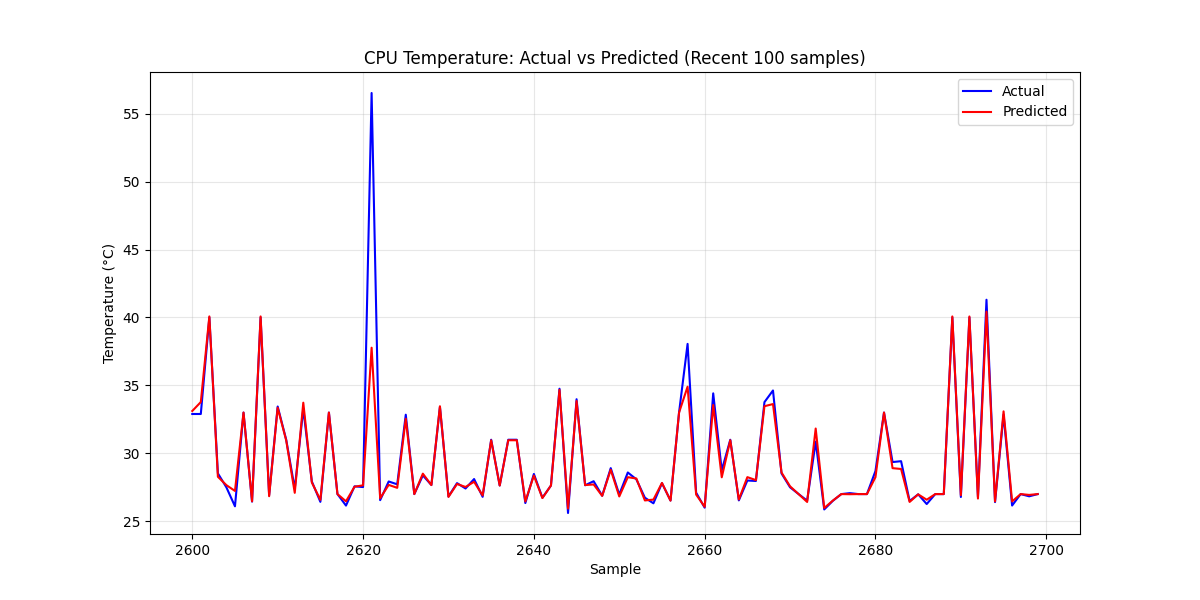 CPU Temperature: Actual vs Predicted (Recent 100 samples)
Actual
Predicted
Temperature (°C)
55
50
45
40
35
30
25
2600
2620
2640
2660
2680
2700
Sample